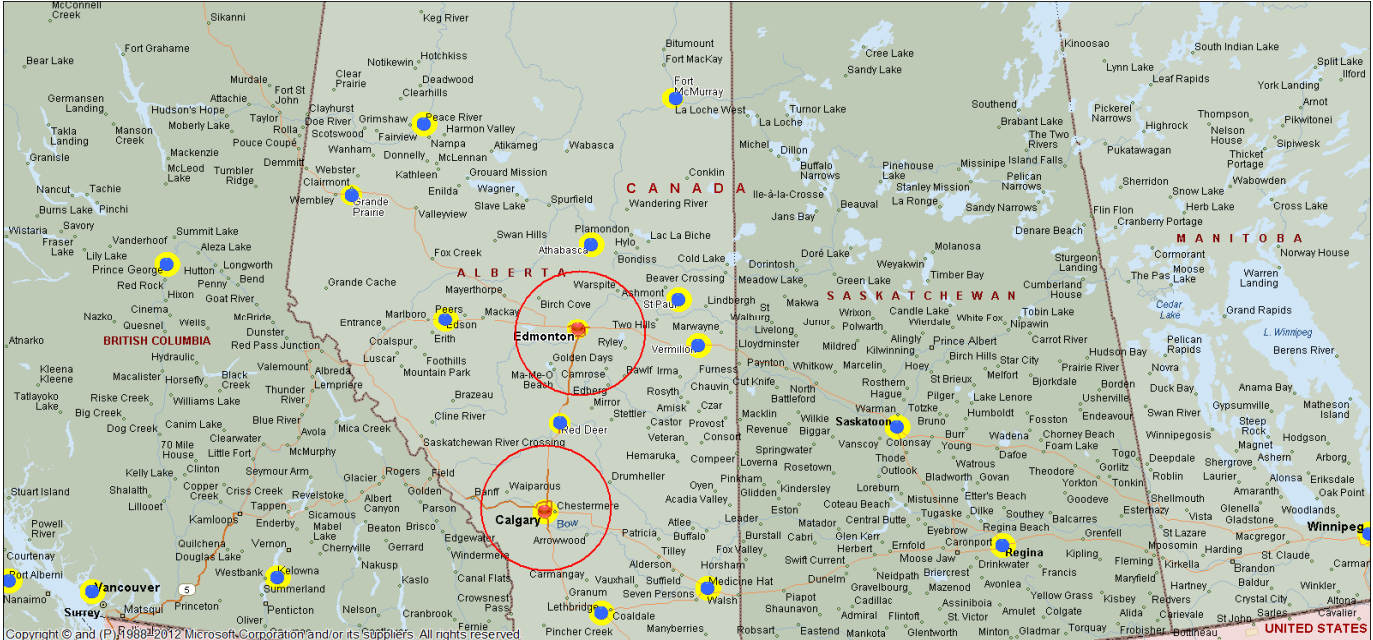 McConnell
Creek
Sikanni
Keg River
Bitumount
Kinoosao
South Indian Lake
Fort Grahame
Bear Lake
Hotchkiss
Notikewin
Fort MacKay
Cree Lake
Sandy Lake
Lynn Lake
Leaf Rapids
Split Lake
Ilford
Murdale
Clear
Prairie
Deadwood
Clearhills
Fort
McMurray
York Landing
Germansen
Landing
Attachie
Fort St
John
Hudson's Hope
Clayhurst
Doe River
Grimshaw
Peace River
La Loche West
Turnor Lake
Southend
Pickerel
Narrows
Arnot
Thompson
Pikwitonei
Takla
Landing
Manson
Creek
Moberly Lake
Taylor
Rolla
Scotswood
Fairview
Harmon Valley
La Loche
Brabant Lake
Highrock
Nelson
House
Pouce Coupé
Wanham
Nampa
Atikameg
Wabasca
Michel
Dillon
The Two
Rivers
Pukatawagan
Sipiwesk
Granisle
Mackenzie
Demmitt
Donnelly
McLennan
Buffalo
Narrows
Pinehouse
Lake
Missinipe
Island Falls
Thicket
Portage
McLeod
Lake
Tumbler
Ridge
Webster
Kathleen
Grouard Mission
Conklin
Pelican
Narrows
Sherridon
Wabowden
Nancut
Tachie
Clairmont
Enilda
Wagner
CANADA
Ile-à-la-Crosse
Stanley Mission
La Ronge
Snow Lake
Burns Lake
Pinchi
Wembley
Grande
Prairie
Valleyview
Slave Lake
Spurfield
Wandering River
Beauval
Jans Bay
Sandy Narrows
Flin Flon
Herb Lake
Cross Lake
Cranberry Portage
Wistaria
Savory
Summit Lake
Swan Hills
Plamondon
Hylo
Lac La Biche
Denare Beach
MANITOBA
Fraser
Lake
Vanderhoof
Aleza Lake
Fox Creek
Athabasca
Bondiss
Cold Lake
Doré Lake
Molanosa
Cormorant
Norway House
Lily Lake
Prince George
Hutton
Longworth
ALBERTA
Beaver Crossing
Dorintosh
Meadow Lake
Weyakwin
Timber Bay
Sturgeon
Landing
The Pas
Moose
Lake
Warren
Landing
Red Rock
Penny
Bend
Grande Cache
Mayerthorpe
Warspite
Ashmont
St Paul
Lindbergh
Green Lake
Cumberland
House
Hixon
Goat River
Birch Cove
St
Walburg
Makwa
SASKATCHEWAN
Cedar
Lake
Grand Rapids
Nazko
Cinema
McBride
Marlboro
Peers
Mackay
Two Hills
Marwayne
Junior
Wrixon
Candle Lake
Tobin Lake
Quesnel
Wells
Entrance
Edson
Edmonton
Livelong
Polwarth
Wierdale
White Fox
Nipawin
L. Winnipeg
Atnarko
Dunster
BRITISH COLUMBIA
Red Pass Junction
Coalspur
Erith
Ryley
Vermilion
Lloydminster
Mildred
Kilwinning
Alingly
Prince Albert
Carrot River
Pelican
Rapids
Berens River
Hydraulic
Luscar
Foothills
Mountain Park
Golden Days
Paynton
Whitkow
Marcelin
Hoey
Birch Hills
Star City
Hudson Bay
Kleena
Kleene
Valemount
Albreda
Ma-Me-O
Beach
Camrose
Bawlf
Irma
Furness
Rosthern
Melfort
Prairie River
Novra
Macalister
Horsefly
Black
Creek
Lempriere
Edberg
Rosyth
Chauvin
Cut Knife
North
Battleford
Hague
St Brieux
Bjorkdale
Borden
Duck Bay
Anama Bay
Tatlayoko
Lake
Riske Creek
Williams Lake
Thunder
River
Brazeau
Mirror
Amisk
Czar
Macklin
Pilger
Lake Lenore
Usherville
Swan River
Gypsumville
Matheson
Island
Big Creek
Dog Creek
Canim Lake
Blue River
Cline River
Stettler
Castor
Provost
Revenue
Wilkie
Warman
Totzke
Humboldt
Fosston
Endeavour
Steep
Rock
70 Mile
House
Clearwater
Avola
Mica Creek
Red Deer
Veteran
Consort
Biggar
Saskatoon
Bruno
Burr
Wadena
Chorney Beach
Winnipegosis
Magnet
Hodgson
Little Fort
McMurphy
Saskatchewan River Crossing
Hemaruka
Compeer
Springwater
Vanscoy
Colonsay
Young
Foam Lake
Togo
Deepdale
Ashern
Arborg
Kelly Lake
Clinton
Seymour Arm
Glacier
Rogers
Field
Drumheller
Loverna
Rosetown
Thode
Outlook
Watrous
Dafoe
Theodore
Gorlitz
Roblin
Shergrove
Stuart Island
Shalalth
Copper
Creek
Criss Creek
Revelstoke
Albert
Canyon
Golden
Banff
Waiparous
Oyen
Pinkham
Kindersley
Loreburn
Bladworth
Govan
Yorkton
Tonkin
Laurier
Alonsa
Eriksdale
Lillooet
Tappen
Parson
Chestermere
Acadia Valley
Glidden
Mistusinne
Etter's Beach
Goodeve
Shellmouth
Amaranth
Oak Point
Powell
River
Kamloops
Enderby
Sicamous
Beaton
Brisco
Calgary
Bow
Atlee
Leader
Eston
Coteau Beach
Tugaske
Dilke
Southey
Balcarres
Esterhazy
Vista
Glenella
Gladstone
Woodlands
Courtenay
Quilchena
Vernon
Mabel
Lake
Edgewater
Arrowwood
Patricia
Buffalo
Burstall
Matador
Cabri
Central Butte
Eyebrow
Regina Beach
Grenfell
St Lazare
Macgregor
Winnipeg
Douglas Lake
Cherryville
Gerrard
Windermere
Tilley
Fox Valley
Glen Kerr
Herbert
Ernfold
Caronport
Regina
Kipling
Moosomin
Harding
St. Claude
Port Alberni
Westbank
Kelowna
Nakusp
Canal Flats
Carmangay
Alderson
Horsham
Swift Current
Moose Jaw
Drinkwater
Fleming
Kirkella
Brandon
Carman
Vancouver
5
Summerland
Kaslo
Vauxhall
Suffield
Medicine Hat
Dunelm
Neidpath
Briercrest
Avonlea
Francis
Maryfield
Hartney
Baldur
Winkler
Nanaimo
Surrey
Matsqui
Princeton
Penticton
Nelson
Crowsnest
Pass
Granum
Seven Persons
Walsh
Piapot
Gravelbourg
Mazenod
Yellow Grass
Kisbey
Redvers
Crystal City
Altona
Oliver
Cranbrook
Lethbridge
Coaldale
Shaunavon
Cadillac
Assiniboia
Amulet
Colgate
Alida
Carievale
Sarles
Cavalier
Trail
Fernie
Pincher Creek
Manyberries
Robsart
Admiral
Eastend
Flintoft
Mankota
St. Victor
Glentworth
Minton
Gladmar
Torquay
Frobisher
Bottineau
St John
UNITED STATES
Copyright © and (P) 1988–2012 Microsoft Corporation and/or its suppliers. All rights reserved